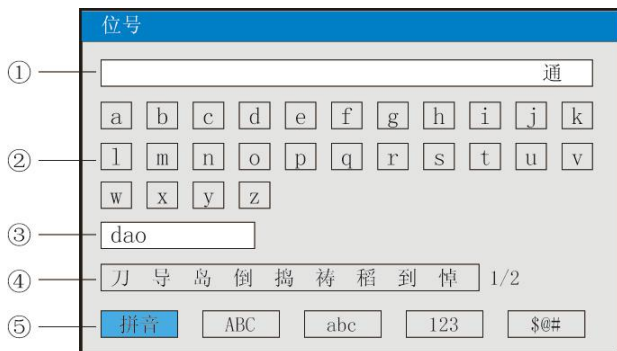 位号
① 通
a b c d e f g h i j k
② l m n o p q r s t u v
w x y z
③ dao
④ 刀 导 岛 倒 捣 祷 稻 到 悼 1/2
⑤ 拼音 ABC abc 123 $@#